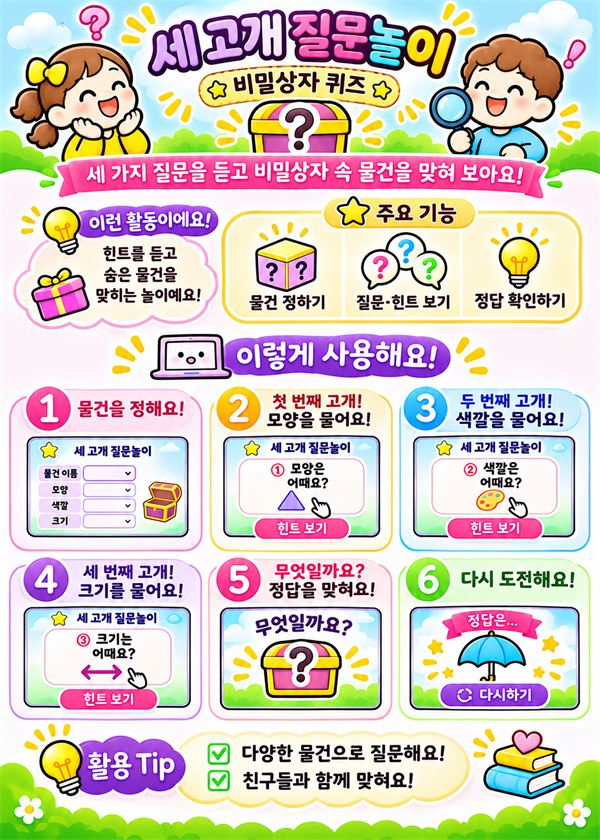 세 고개 질문놀이
비밀상자 퀴즈
?
!
?
세 가지 질문을 듣고 비밀상자 속 물건을 맞혀 보아요!
이런 활동이에요!
힌트를 듣고
숨은 물건을
맞히는 놀이예요!
주요 기능
? ?
물건 정하기
? ? ?
질문·힌트 보기
정답 확인하기
이렇게 사용해요!
1 물건을 정해요!
세 고개 질문놀이
물건 이름
모양
색깔
크기
2 첫 번째 고개!
모양을 물어요!
세 고개 질문놀이
① 모양은
어때요?
힌트 보기
3 두 번째 고개!
색깔을 물어요!
세 고개 질문놀이
② 색깔은
어때요?
힌트 보기
4 세 번째 고개!
크기를 물어요!
세 고개 질문놀이
③ 크기는
어때요?
힌트 보기
5 무엇일까요?
정답을 맞혀요!
무엇일까요?
?
6 다시 도전해요!
정답은...
다시하기
활용 Tip
다양한 물건으로 질문해요!
친구들과 함께 맞혀요!